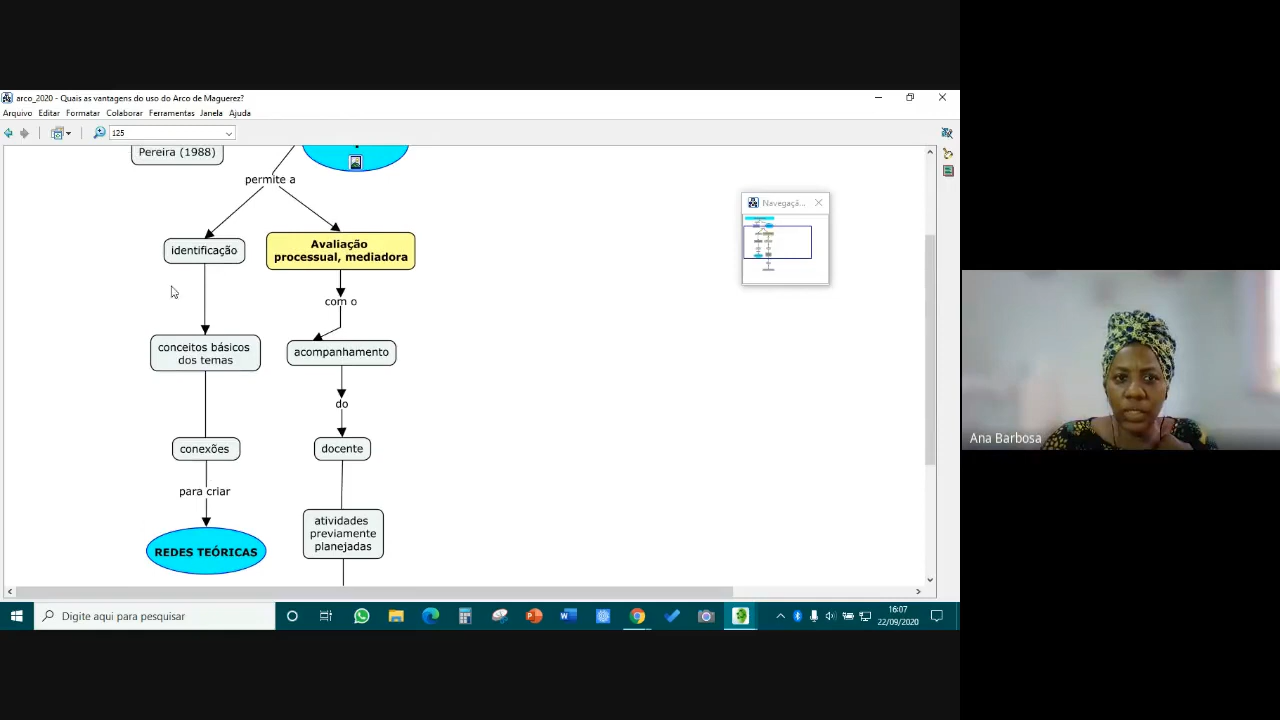 arco_2020 - Quais as vantagens do uso do Arco de Maguerez?
Arquivo Editar Formatar Colaborar Ferramentas Janela Ajuda
125
Pereira (1988)
permite a
identificação
Avaliação
processual, mediadora
com o
conceitos básicos
dos temas
acompanhamento
do
conexões
docente
para criar
atividades
previamente
planejadas
REDES TEÓRICAS
Navegaçã...
Ana Barbosa
Digite aqui para pesquisar
16:07
22/09/2020